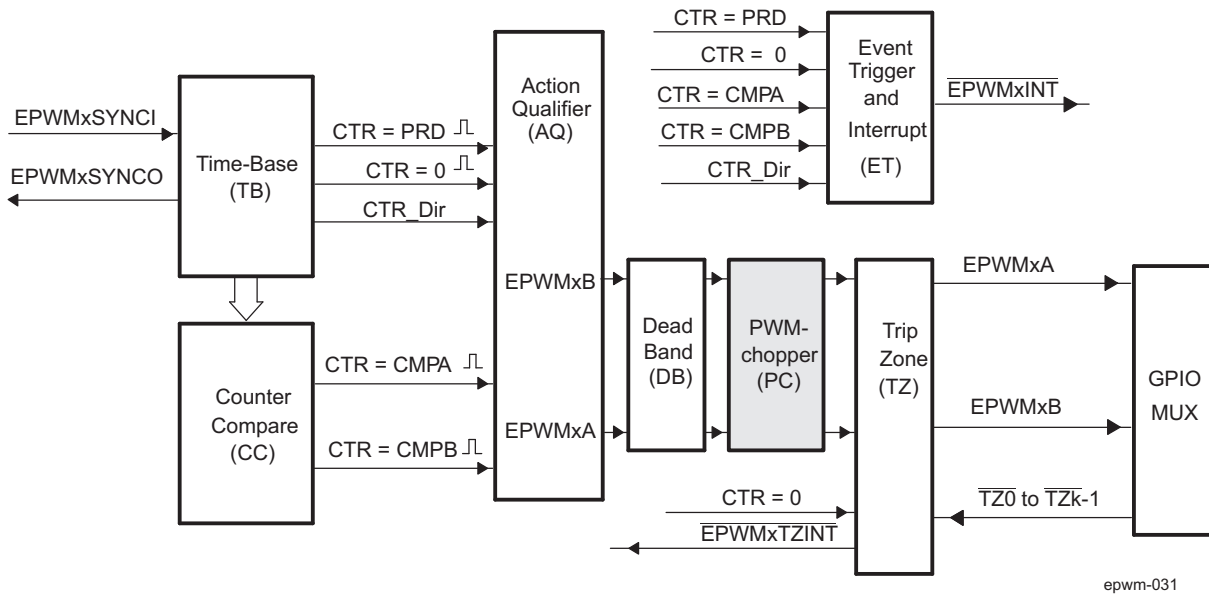 EPWMxSYNCI
EPWMxSYNCO
Time-Base
(TB)
CTR = PRD
CTR = 0
CTR_Dir
Counter
Compare
(CC)
CTR = CMPA
CTR = CMPB
Action
Qualifier
(AQ)
EPWMxB
EPWMxA
CTR = PRD
CTR = 0
CTR = CMPA
CTR = CMPB
CTR_Dir
Event
Trigger
and
Interrupt
(ET)
EPWMxINT
Dead
Band
(DB)
PWM-
chopper
(PC)
Trip
Zone
(TZ)
CTR = 0
EPWMxTZINT
EPWMxA
EPWMxB
TZ0 to TZk-1
GPIO
MUX
epwm-031